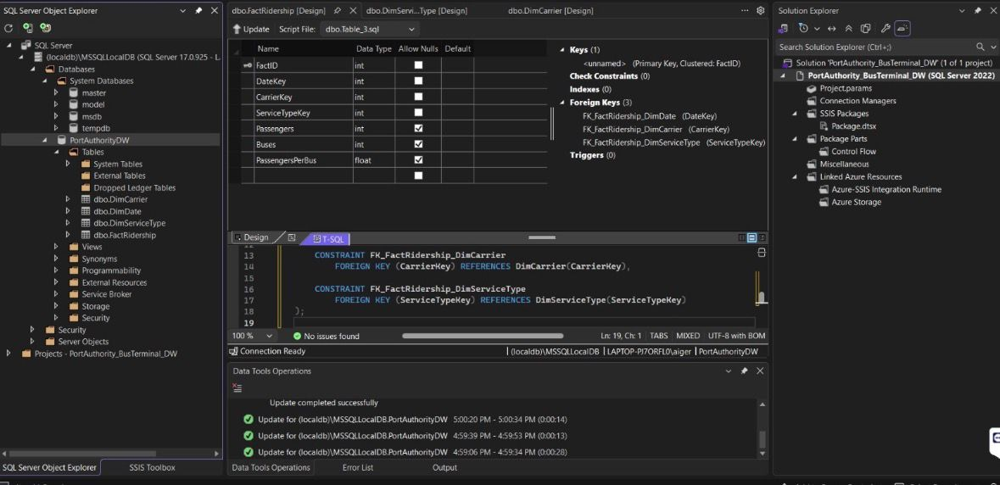 SQL Server Object Explorer
SQL Server
(localdb)\MSSQLLocalDB (SQL Server 17.0.925 - L
Databases
System Databases
master
model
msdb
tempdb
PortAuthorityDW
Tables
System Tables
External Tables
Dropped Ledger Tables
dbo.DimCarrier
dbo.DimDate
dbo.DimServiceType
dbo.FactRidership
Views
Synonyms
Programmability
External Resources
Service Broker
Storage
Security
Security
Server Objects
Projects - PortAuthority_BusTerminal_DW
SQL Server Object Explorer SSIS Toolbox
dbo.FactRidership [Design] dbo.DimServi...Type [Design] dbo.DimCarrier [Design]
Update Script File: dbo.Table_3.sql
Name Data Type Allow Nulls Default
FactID int
DateKey int
CarrierKey int
ServiceTypeKey int
Passengers int
Buses int
PassengersPerBus float
Keys (1)
<unnamed> (Primary Key, Clustered: FactID)
Check Constraints (0)
Indexes (0)
Foreign Keys (3)
FK_FactRidership_DimDate (DateKey)
FK_FactRidership_DimCarrier (CarrierKey)
FK_FactRidership_DimServiceType (ServiceTypeKey)
Triggers (0)
Design T-SQL
12
13 CONSTRAINT FK_FactRidership_DimCarrier
14 FOREIGN KEY (CarrierKey) REFERENCES DimCarrier(CarrierKey),
15
16 CONSTRAINT FK_FactRidership_DimServiceType
17 FOREIGN KEY (ServiceTypeKey) REFERENCES DimServiceType(ServiceTypeKey)
18 );
19
100 % No issues found Ln: 19, Ch: 1 TABS MIXED UTF-8 with BOM
Connection Ready (localdb)\MSSQLLocalDB LAPTOP-PJ7ORFL0\aiger PortAuthorityDW
Data Tools Operations
Update completed successfully
Update for (localdb)\MSSQLLocalDB.PortAuthorityDW 5:00:20 PM - 5:00:34 PM (0:00:14)
Update for (localdb)\MSSQLLocalDB.PortAuthorityDW 4:59:39 PM - 4:59:53 PM (0:00:13)
Update for (localdb)\MSSQLLocalDB.PortAuthorityDW 4:59:06 PM - 4:59:34 PM (0:00:28)
Data Tools Operations Error List Output
Solution Explorer
Search Solution Explorer (Ctrl+;)
Solution 'PortAuthority_BusTerminal_DW' (1 of 1 project)
PortAuthority_BusTerminal_DW (SQL Server 2022)
Project.params
Connection Managers
SSIS Packages
Package.dtsx
Package Parts
Control Flow
Miscellaneous
Linked Azure Resources
Azure-SSIS Integration Runtime
Azure Storage